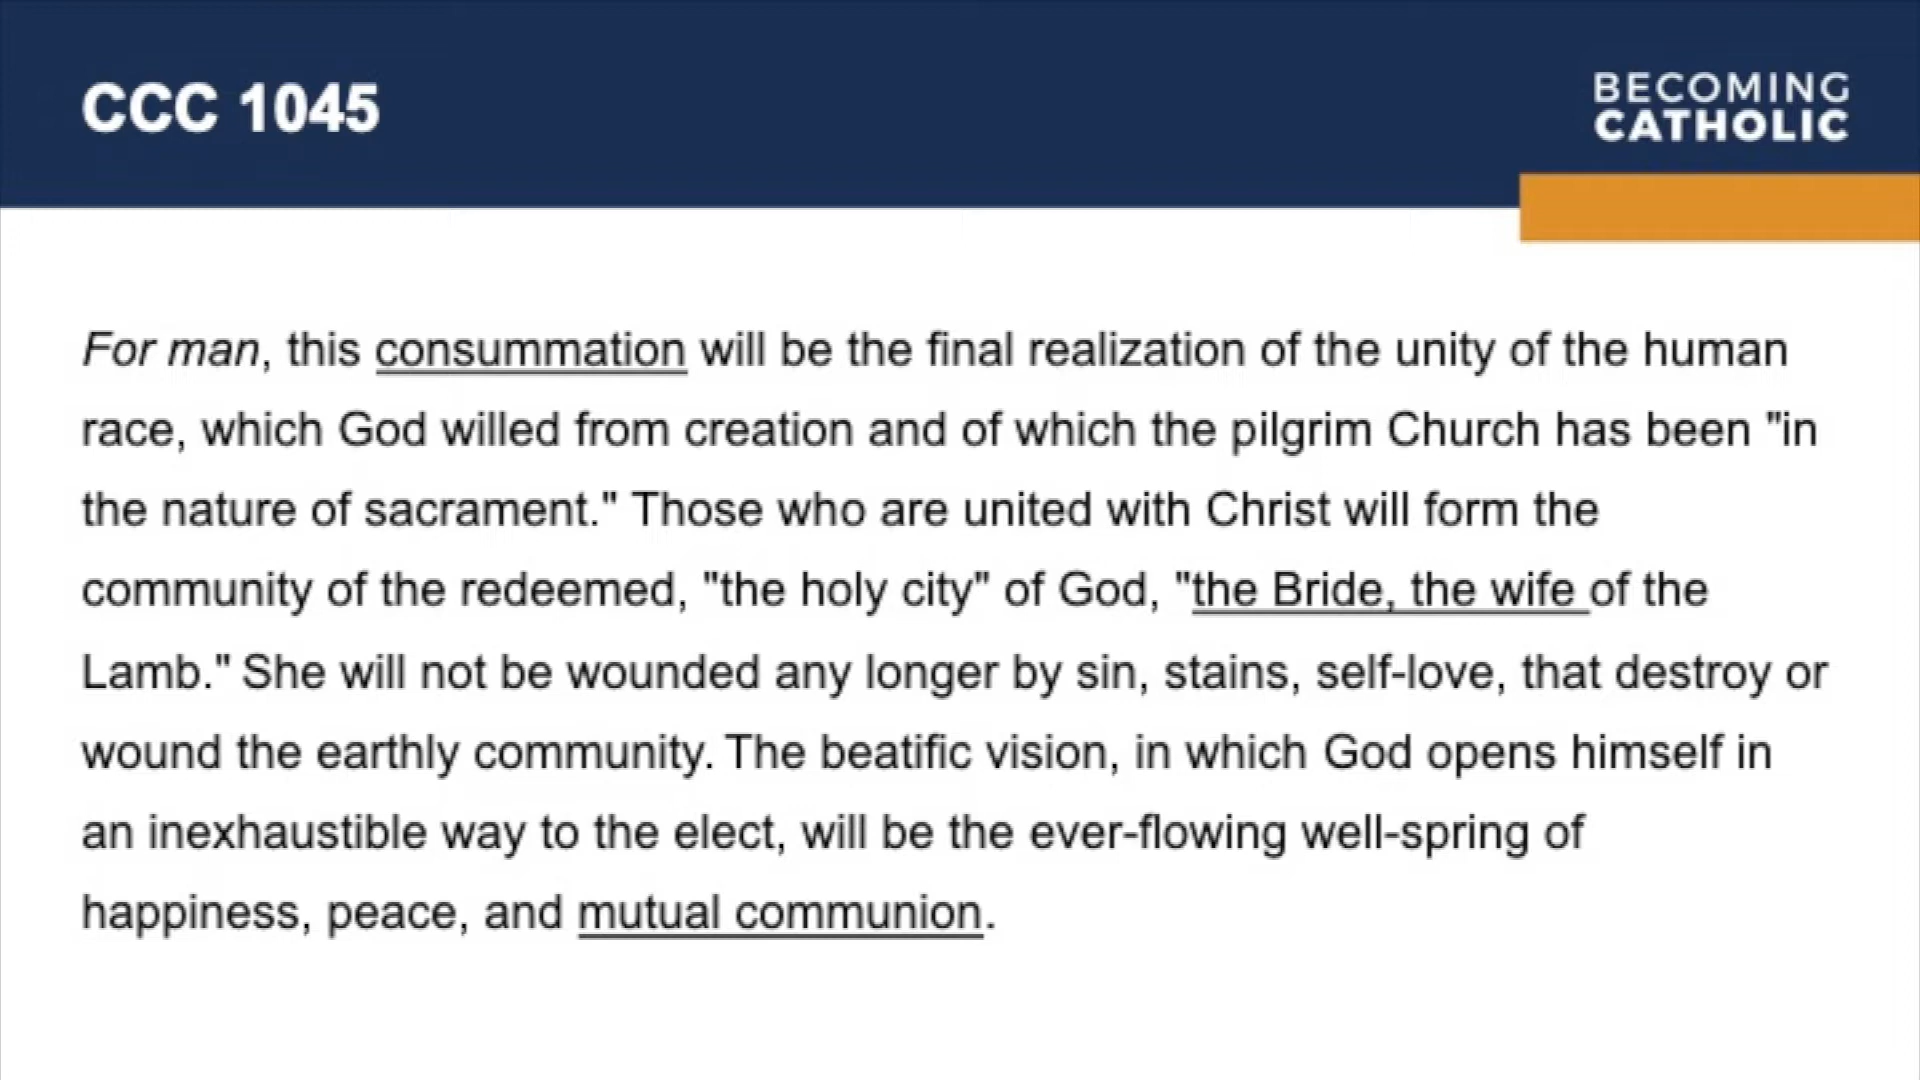 CCC 1045
BECOMING
CATHOLIC
For man, this consummation will be the final realization of the unity of the human
race, which God willed from creation and of which the pilgrim Church has been "in
the nature of sacrament." Those who are united with Christ will form the
community of the redeemed, "the holy city" of God, "the Bride, the wife of the
Lamb." She will not be wounded any longer by sin, stains, self-love, that destroy or
wound the earthly community. The beatific vision, in which God opens himself in
an inexhaustible way to the elect, will be the ever-flowing well-spring of
happiness, peace, and mutual communion.